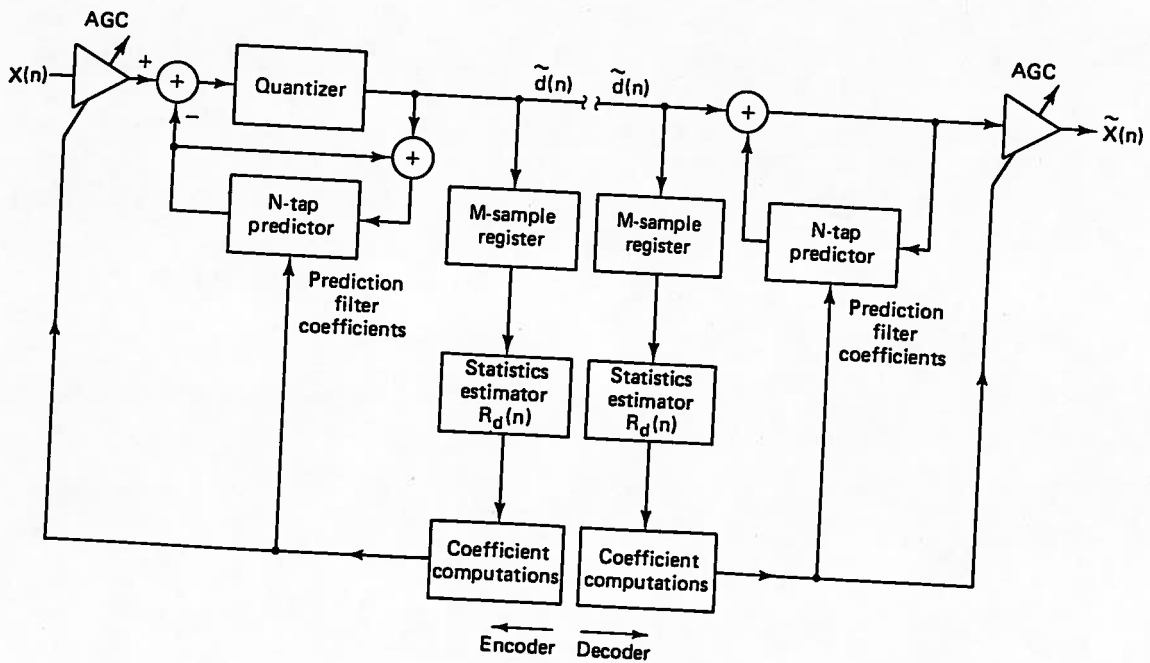 AGC
X(n)
+
+
−
Quantizer
d̃(n)
d̃(n)
+
AGC
X̃(n)
+
N-tap
predictor
M-sample
register
M-sample
register
N-tap
predictor
Prediction
filter
coefficients
Prediction
filter
coefficients
Statistics
estimator
R_d(n)
Statistics
estimator
R_d(n)
Coefficient
computations
Coefficient
computations
Encoder
Decoder